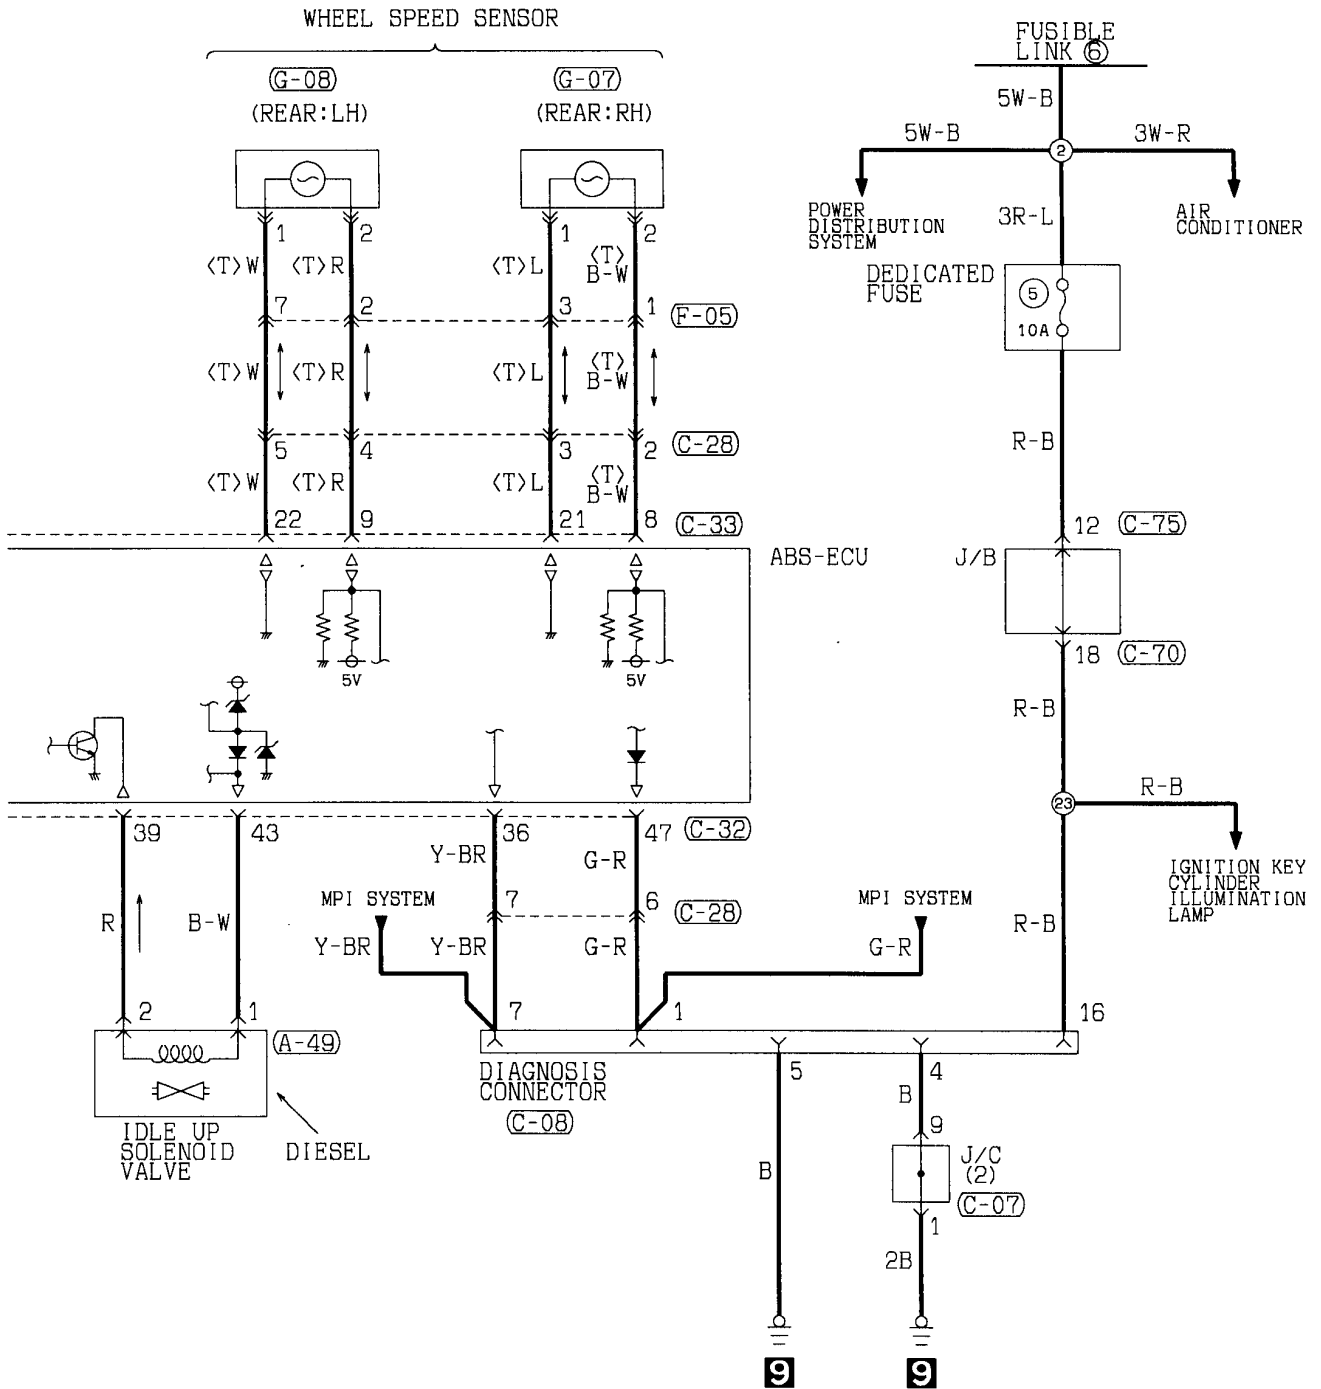 WHEEL SPEED SENSOR
G-08
(REAR:LH)
G-07
(REAR:RH)
FUSIBLE
LINK ⑥
5W-B
5W-B
3W-R
2
POWER
DISTRIBUTION
SYSTEM
3R-L
AIR
CONDITIONER
1
2
1
2
<T>W
<T>R
<T>L
<T>
B-W
DEDICATED
FUSE
5
10A
7
2
3
1
F-05
<T>W
<T>R
<T>L
<T>
B-W
R-B
5
4
3
2
C-28
<T>W
<T>R
<T>L
<T>
B-W
22
9
21
8
C-33
12
C-75
ABS-ECU
J/B
5V
5V
18
C-70
R-B
23
R-B
39
43
36
47
C-32
Y-BR
G-R
IGNITION KEY
CYLINDER
ILLUMINATION
LAMP
MPI SYSTEM
7
6
C-28
MPI SYSTEM
R
B-W
Y-BR
Y-BR
G-R
G-R
R-B
2
1
7
1
16
A-49
DIAGNOSIS
CONNECTOR
C-08
5
4
B
9
IDLE UP
SOLENOID
VALVE
DIESEL
B
J/C
(2)
C-07
1
2B
9
9